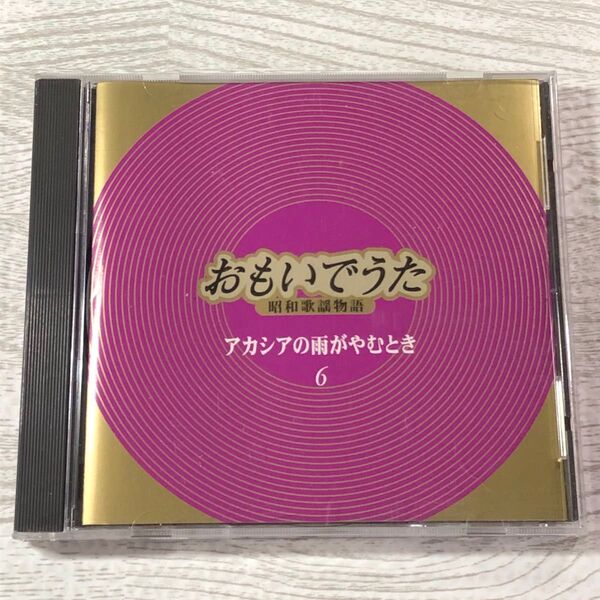 おもいでうた
昭和歌謡物語
アカシアの雨がやむとき
6